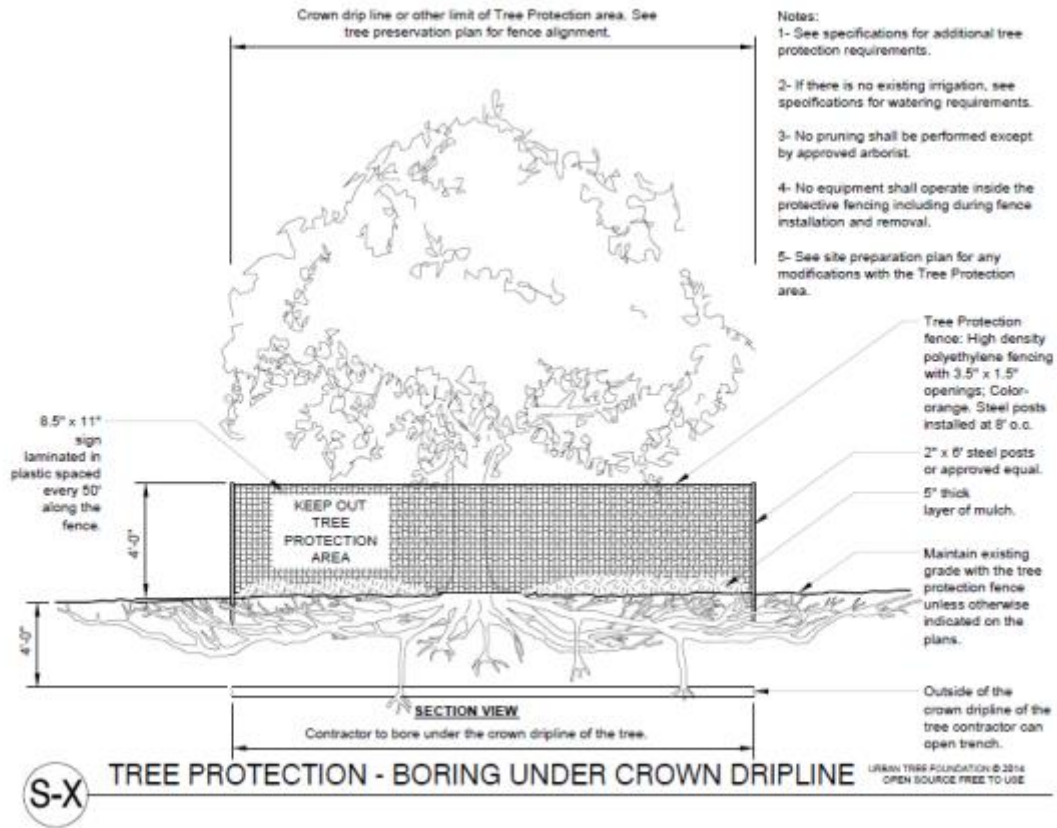 Crown drip line or other limit of Tree Protection area. See
tree preservation plan for fence alignment.
Notes:
1- See specifications for additional tree
protection requirements.
2- If there is no existing irrigation, see
specifications for watering requirements.
3- No pruning shall be performed except
by approved arborist.
4- No equipment shall operate inside the
protective fencing including during fence
installation and removal.
5- See site preparation plan for any
modifications with the Tree Protection
area.
Tree Protection
fence: High density
polyethylene fencing
with 3.5" x 1.5"
openings; Color-
orange. Steel posts
installed at 8' o.c.
2" x 6' steel posts
or approved equal.
5" thick
layer of mulch.
Maintain existing
grade with the tree
protection fence
unless otherwise
indicated on the
plans.
Outside of the
crown dripline of the
tree contractor can
open trench.
8.5" x 11"
sign
laminated in
plastic spaced
every 50'
along the
fence.
KEEP OUT
TREE
PROTECTION
AREA
4'-0"
4'-0"
SECTION VIEW
Contractor to bore under the crown dripline of the tree.
S-X
TREE PROTECTION - BORING UNDER CROWN DRIPLINE
URBAN TREE FOUNDATION © 2014
OPEN SOURCE FREE TO USE